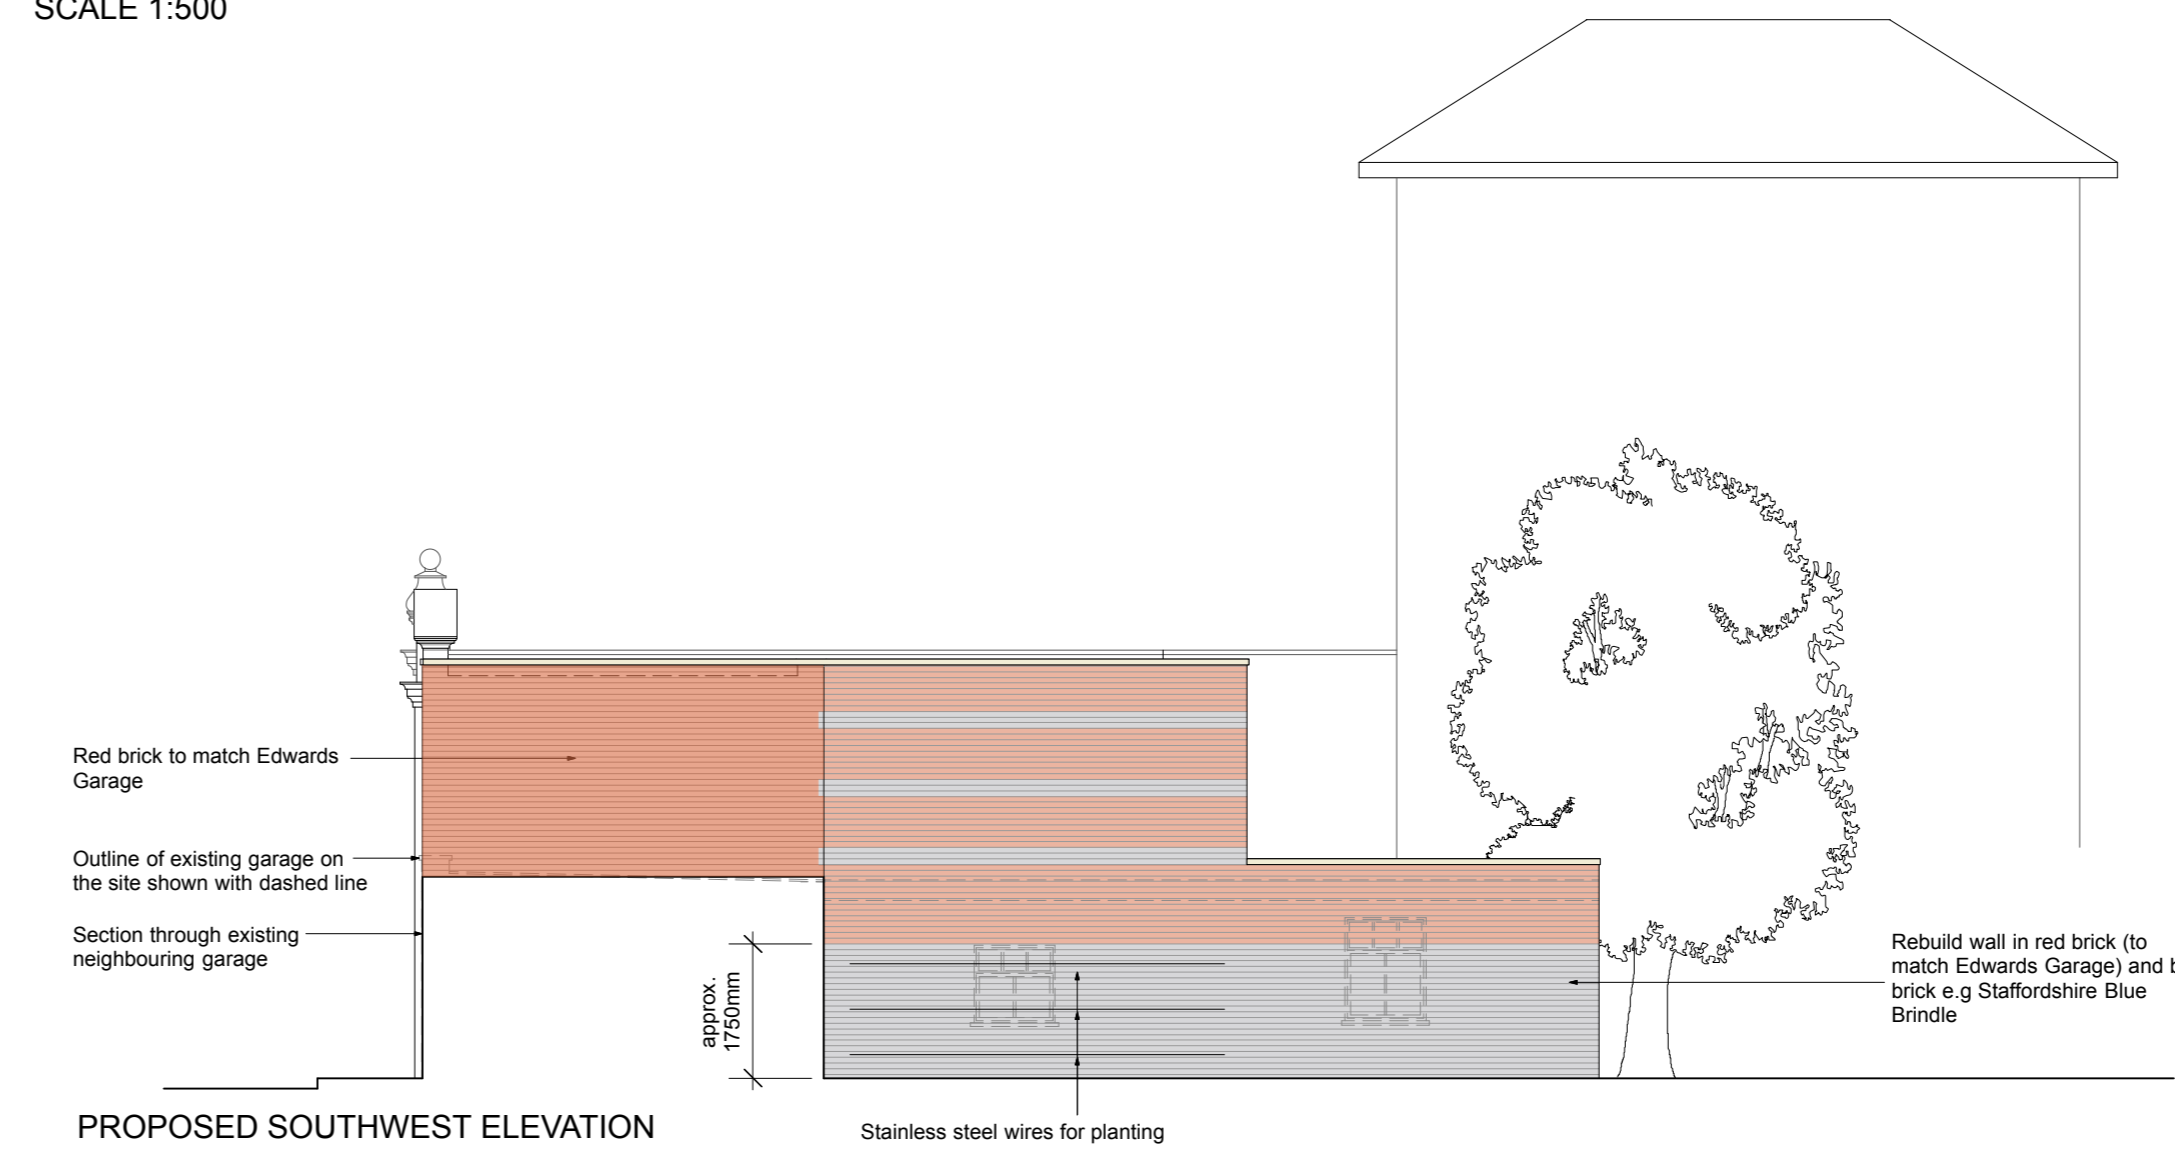 SCALE 1:500
Red brick to match Edwards
Garage
Outline of existing garage on
the site shown with dashed line
Section through existing
neighbouring garage
approx.
1750mm
Rebuild wall in red brick (to
match Edwards Garage) and
brick e.g Staffordshire Blue
Brindle
PROPOSED SOUTHWEST ELEVATION
Stainless steel wires for planting